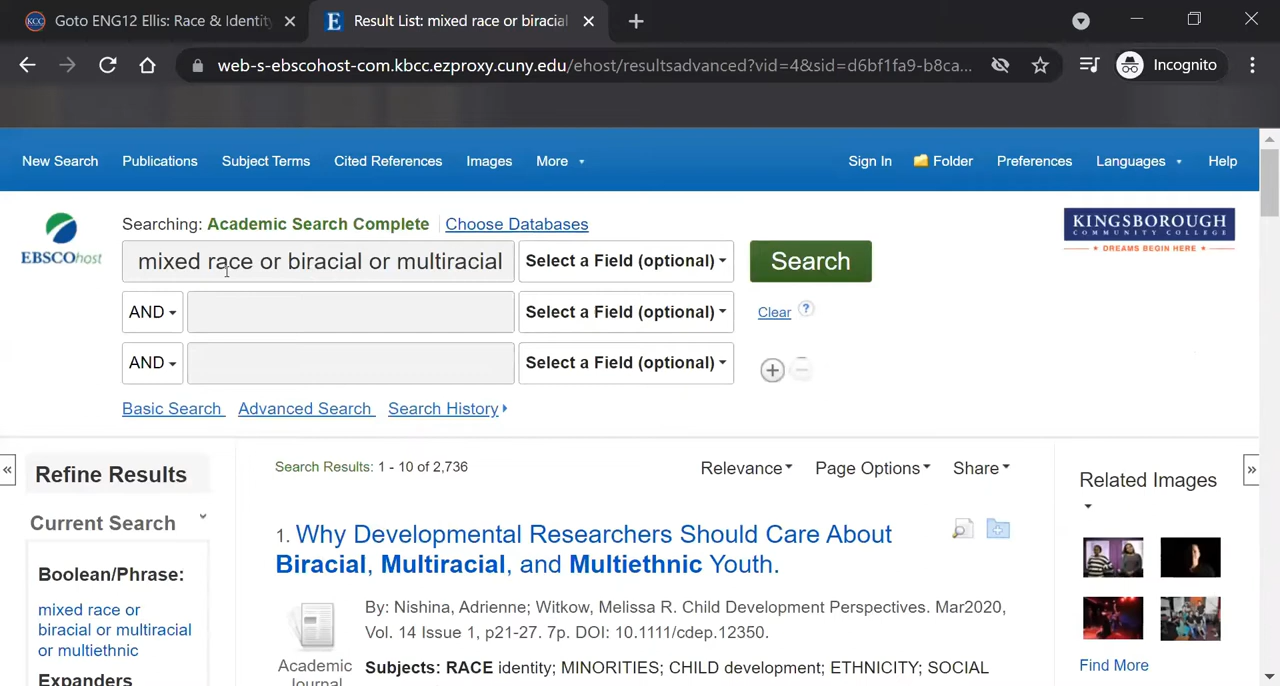 KCC Goto ENG12 Ellis: Race & Identity
Result List: mixed race or biracial
web-s-ebscohost-com.kbcc.ezproxy.cuny.edu/ehost/resultsadvanced?vid=4&sid=d6bf1fa9-b8ca...
Incognito
New Search Publications Subject Terms Cited References Images More Sign In Folder Preferences Languages Help
EBSCOhost
Searching: Academic Search Complete Choose Databases
KINGSBOROUGH
COMMUNITY COLLEGE
DREAMS BEGIN HERE
mixed race or biracial or multiracial Select a Field (optional) Search
AND Select a Field (optional) Clear ?
AND Select a Field (optional)
Basic Search Advanced Search Search History
Refine Results
Current Search
Boolean/Phrase:
mixed race or
biracial or multiracial
or multiethnic
Expanders
Search Results: 1 - 10 of 2,736 Relevance Page Options Share
1. Why Developmental Researchers Should Care About
Biracial, Multiracial, and Multiethnic Youth.
By: Nishina, Adrienne; Witkow, Melissa R. Child Development Perspectives. Mar2020,
Vol. 14 Issue 1, p21-27. 7p. DOI: 10.1111/cdep.12350.
Academic
Journal
Subjects: RACE identity; MINORITIES; CHILD development; ETHNICITY; SOCIAL
Related Images
Find More